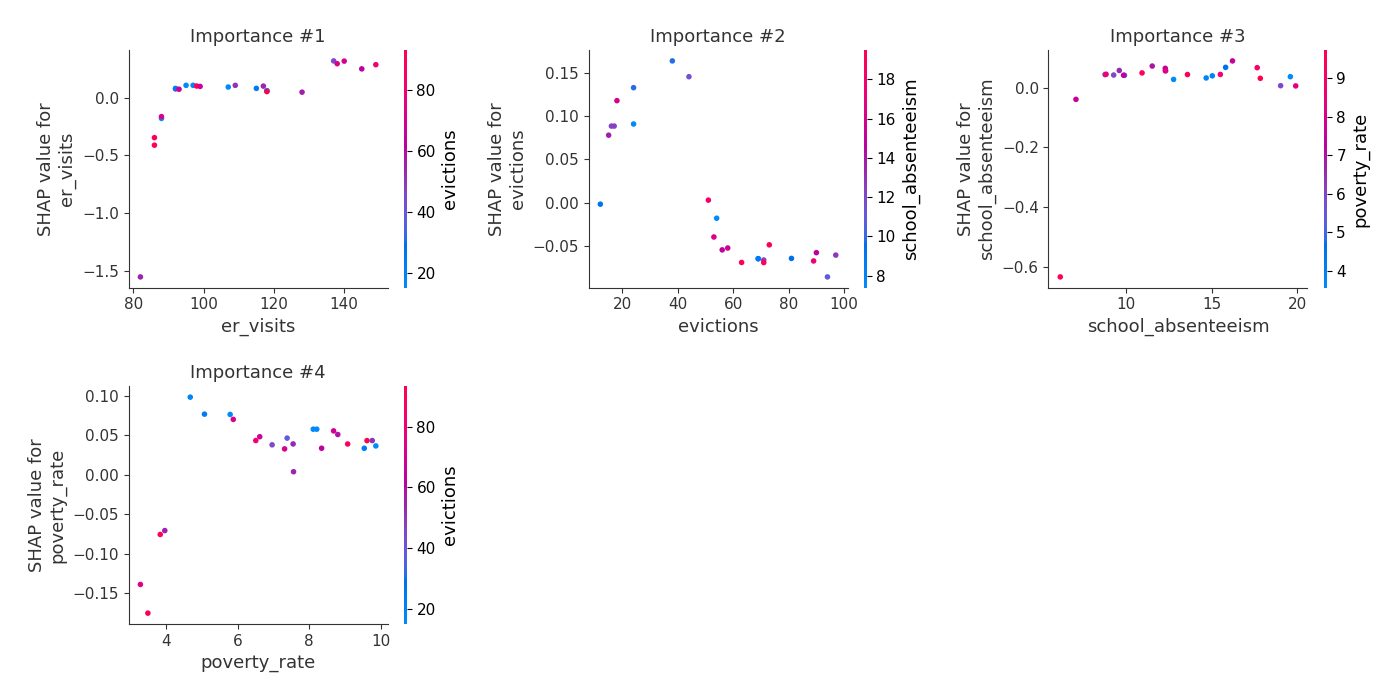 Importance #1
SHAP value for
er_visits
0.0
−0.5
−1.0
−1.5
80
100
120
140
er_visits
80
60
40
20
evictions
Importance #2
SHAP value for
evictions
0.15
0.10
0.05
0.00
−0.05
20
40
60
80
100
evictions
18
16
14
12
10
8
school_absenteeism
Importance #3
SHAP value for
school_absenteeism
0.0
−0.2
−0.4
−0.6
10
15
20
school_absenteeism
9
8
7
6
5
4
poverty_rate
Importance #4
SHAP value for
poverty_rate
0.10
0.05
0.00
−0.05
−0.10
−0.15
4
6
8
10
poverty_rate
80
60
40
20
evictions